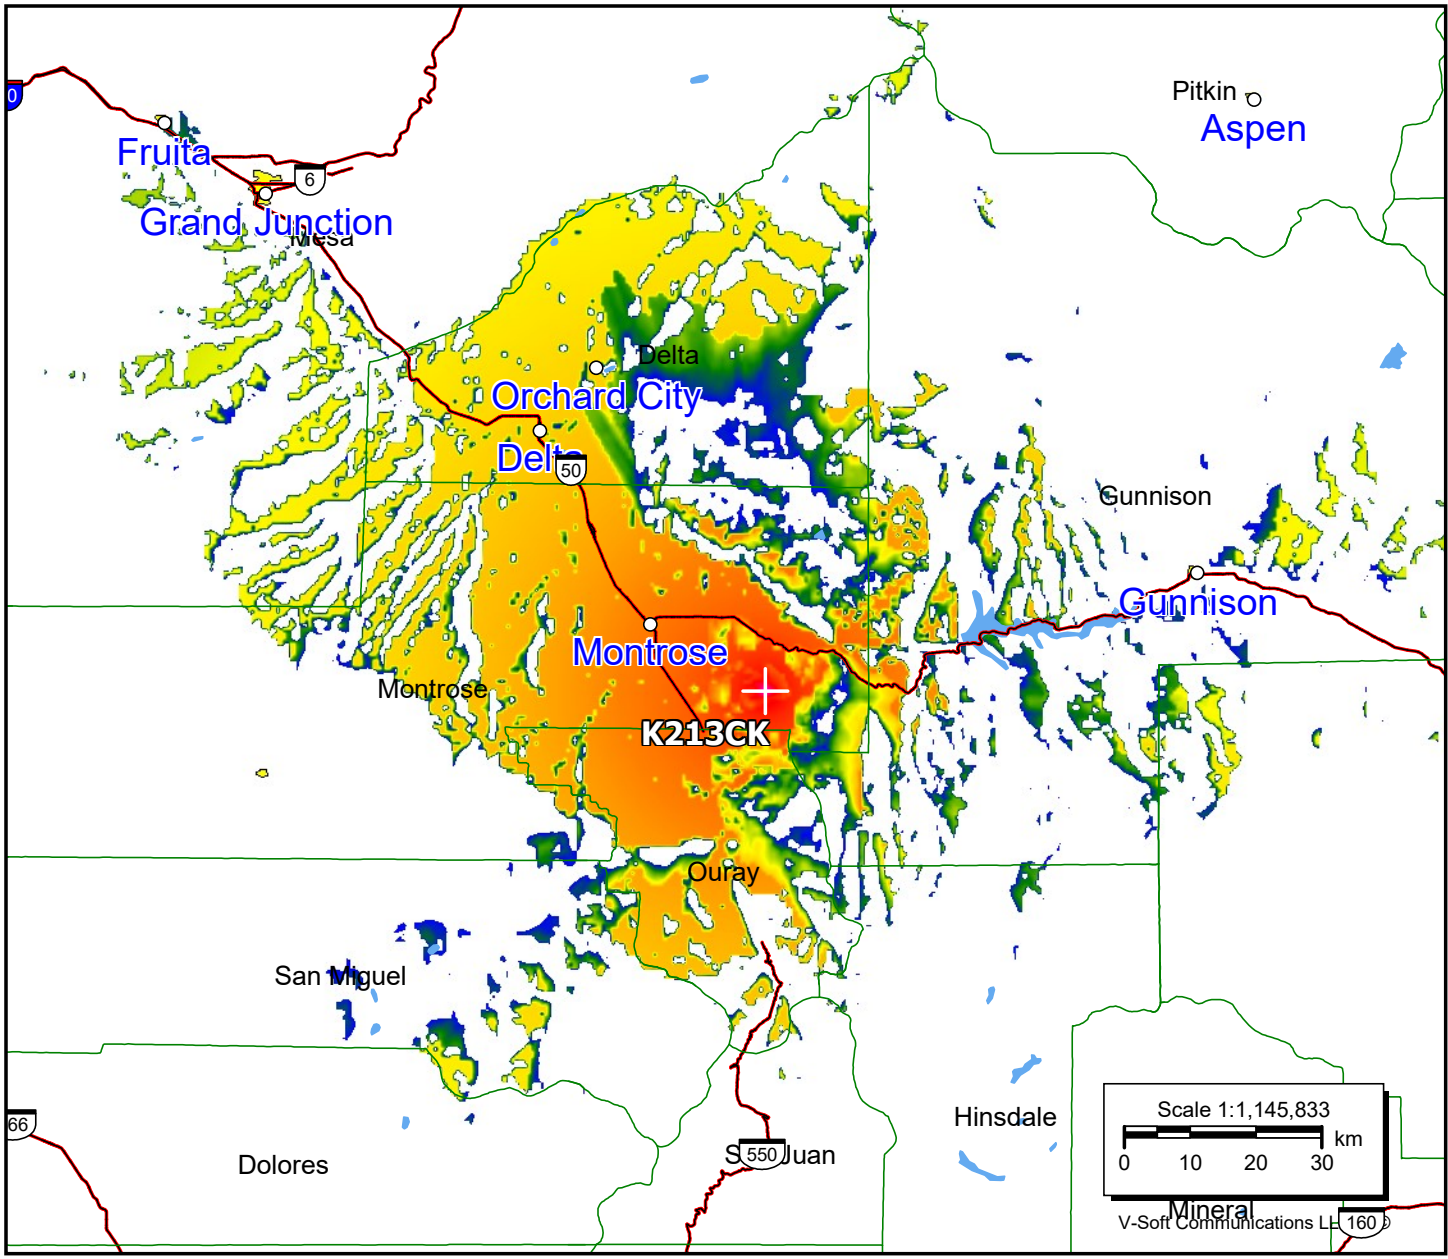 Pitkin
Aspen
0
Fruita
6
Grand Junction
Mesa
Delta
Orchard City
Delta
50
Gunnison
Gunnison
Montrose
Montrose
K213CK
Ouray
San Miguel
Scale 1:1,145,833
km
0 10 20 30
66
Hinsdale
550
Juan
Dolores
Mineral
V-Soft Communications
160